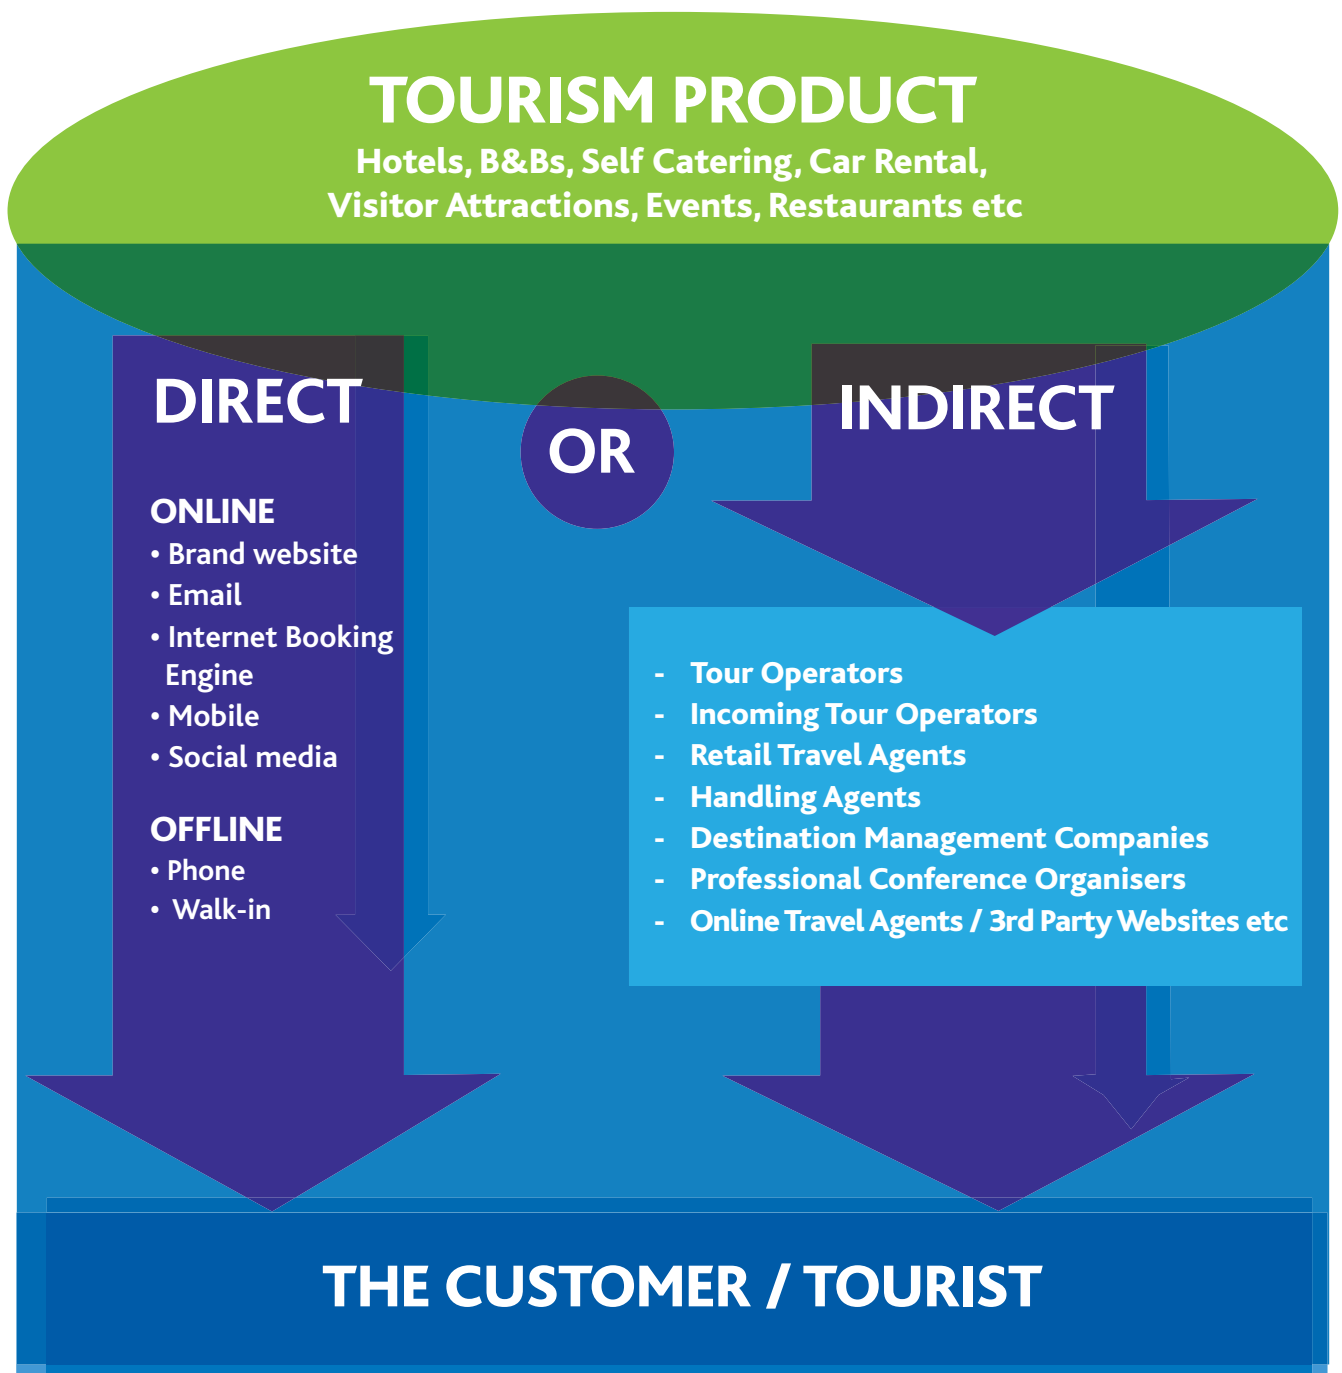 TOURISM PRODUCT
Hotels, B&Bs, Self Catering, Car Rental,
Visitor Attractions, Events, Restaurants etc
DIRECT
ONLINE
• Brand website
• Email
• Internet Booking
Engine
• Mobile
• Social media
OFFLINE
• Phone
• Walk-in
OR
INDIRECT
- Tour Operators
- Incoming Tour Operators
- Retail Travel Agents
- Handling Agents
- Destination Management Companies
- Professional Conference Organisers
- Online Travel Agents / 3rd Party Websites etc
THE CUSTOMER / TOURIST